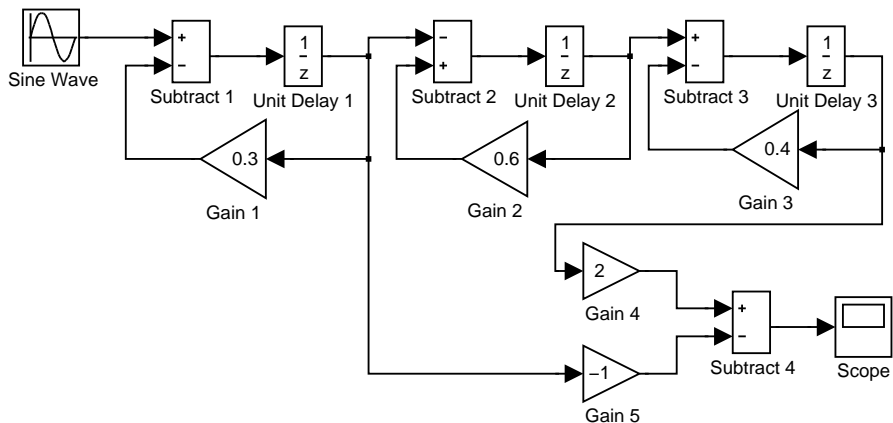 +
−
1
z
−
+
1
z
+
−
1
z
Sine Wave
Subtract 1
Unit Delay 1
Subtract 2
Unit Delay 2
Subtract 3
Unit Delay 3
0.3
0.6
0.4
Gain 1
Gain 2
Gain 3
2
Gain 4
+
−
Subtract 4
Scope
−1
Gain 5